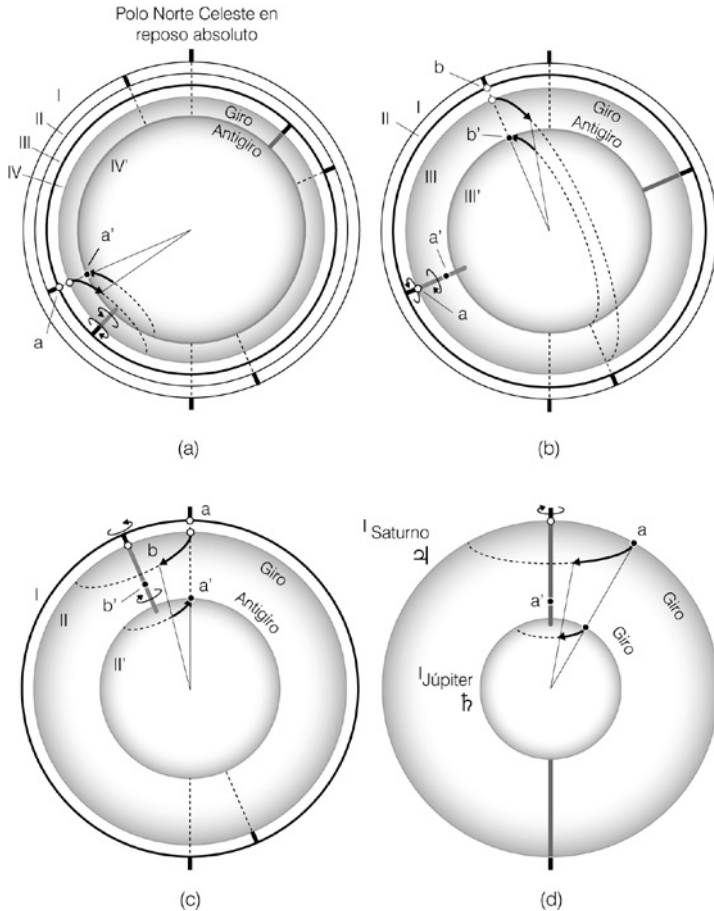 Polo Norte Celeste en
reposo absoluto
I
II
III
IV
Giro
Antigiro
IV'
a'
a
(a)
b
I
II
Giro
Antigiro
b'
III
III'
a'
a
(b)
a
b
I
II
Giro
b'
a'
Antigiro
II'
(c)
I Saturno
♃
a
Giro
a'
Giro
I Júpiter
♄
(d)